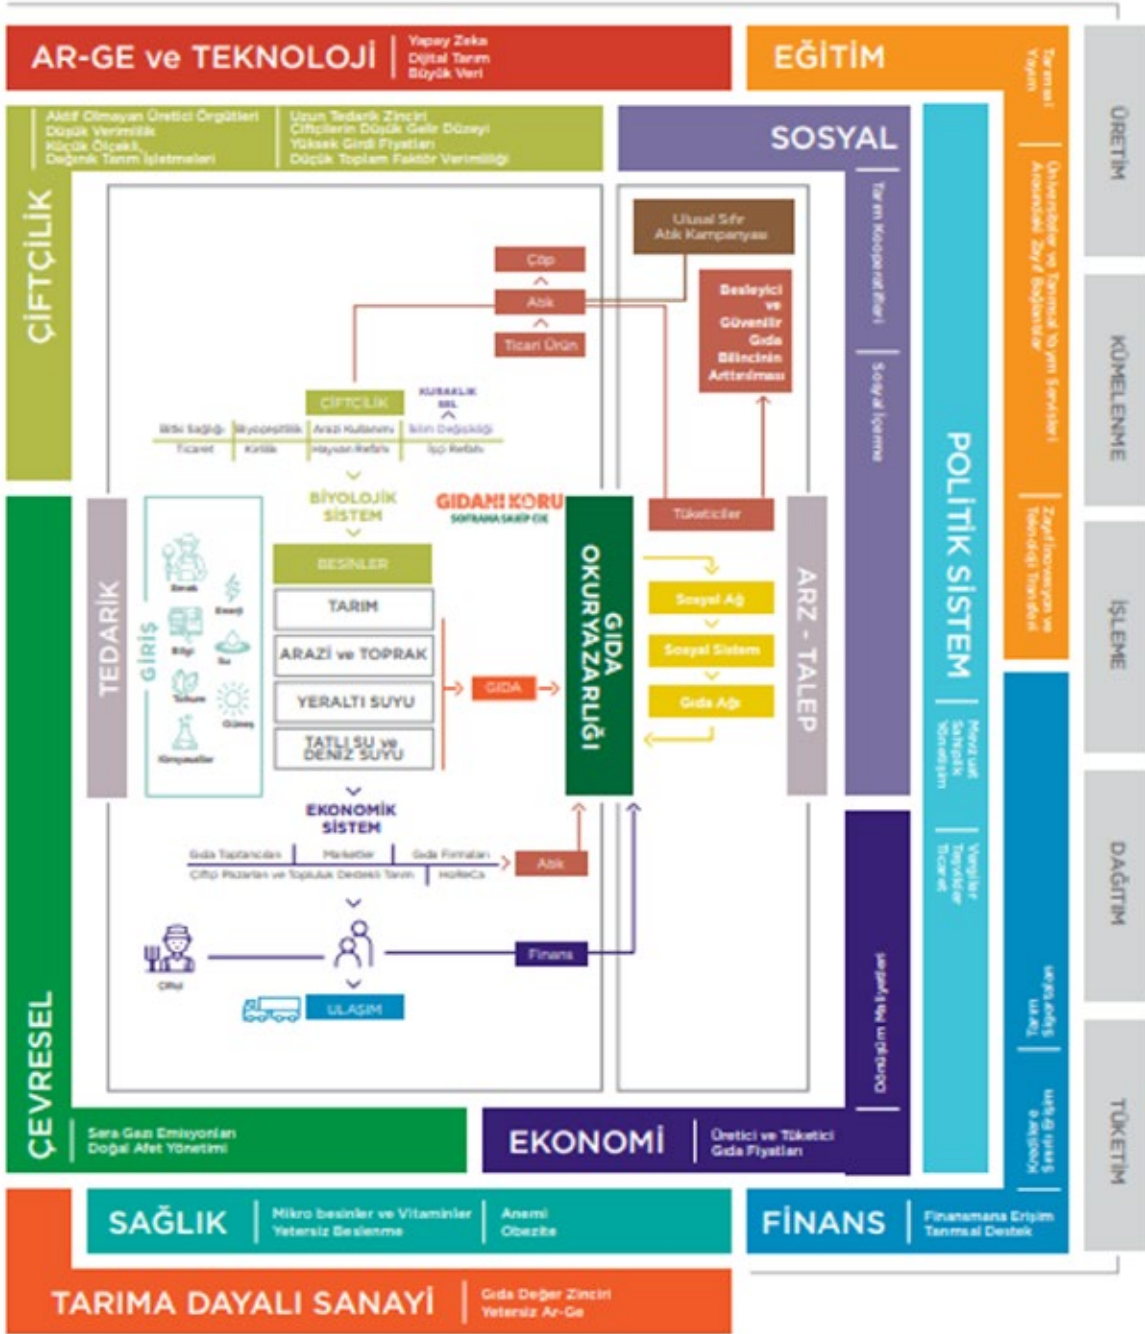 AR-GE ve TEKNOLOJİ
Yapay Zeka
Dijital Tarım
Büyük Veri
EĞİTİM
Tarımsal
Yayım
Üniversiteler ve Tarımsal Yayım Servisleri
Arasındaki Zayıf Bağlantılar
Zayıf İnovasyon ve
Teknoloji Transferi
ÇİFTÇİLİK
Aktif Olmayan Üretici Örgütleri
Düşük Verimlilik
Küçük Ölçekli,
Dağınık Tarım İşletmeleri
Uzun Tedarik Zinciri
Çiftçilerin Düşük Gelir Düzeyi
Yüksek Girdi Fiyatları
Düşük Toplam Faktör Verimliliği
SOSYAL
Tarım Kooperatifleri
Sosyal İçerme
POLİTİK SİSTEM
Mevzuat
Sahiplik
Yönetişim
Vergiler
Teşvikler
Ticaret
ÜRETİM
KÜMELENME
İŞLEME
DAĞITIM
TÜKETİM
Ulusal Sıfır
Atık Kampanyası
Çöp
Atık
Ticari Ürün
Besleyici
ve
Güvenilir
Gıda
Bilincinin
Arttırılması
ÇİFTÇİLİK
KURAKLIK
SEL
Bitki Sağlığı
Biyoçeşitlilik
Arazi Kullanımı
İklim Değişikliği
Ticaret
Kirlilik
Hayvan Refahı
İşçi Refahı
BİYOLOJİK
SİSTEM
GIDANI KORU
SOFRANA SAHİP ÇIK
Tüketiciler
TEDARİK
GİRİŞ
Emek
Enerji
Bilgi
Su
Tohum
Güneş
Kimyasallar
BESİNLER
TARIM
ARAZİ ve TOPRAK
YERALTI SUYU
TATLI SU ve
DENİZ SUYU
GIDA
GIDA
OKURYAZARLIĞI
Sosyal Ağ
Sosyal Sistem
Gıda Ağı
ARZ - TALEP
EKONOMİK
SİSTEM
Gıda Toptancıları
Marketler
Gıda Firmaları
Çiftçi Pazarları ve Topluluk Destekli Tarım
HoReCa
Atık
Çiftçi
Finans
ULAŞIM
ÇEVRESEL
Sera Gazı Emisyonları
Doğal Afet Yönetimi
EKONOMİ
Üretici ve Tüketici
Gıda Fiyatları
Dönüşüm Maliyetleri
SAĞLIK
Mikro besinler ve Vitaminler
Yetersiz Beslenme
Anemi
Obezite
FİNANS
Finansmana Erişim
Tarımsal Destek
Tarım
Sigortaları
Kredilere
Sınırlı Erişim
TARIMA DAYALI SANAYİ
Gıda Değer Zinciri
Yetersiz Ar-Ge